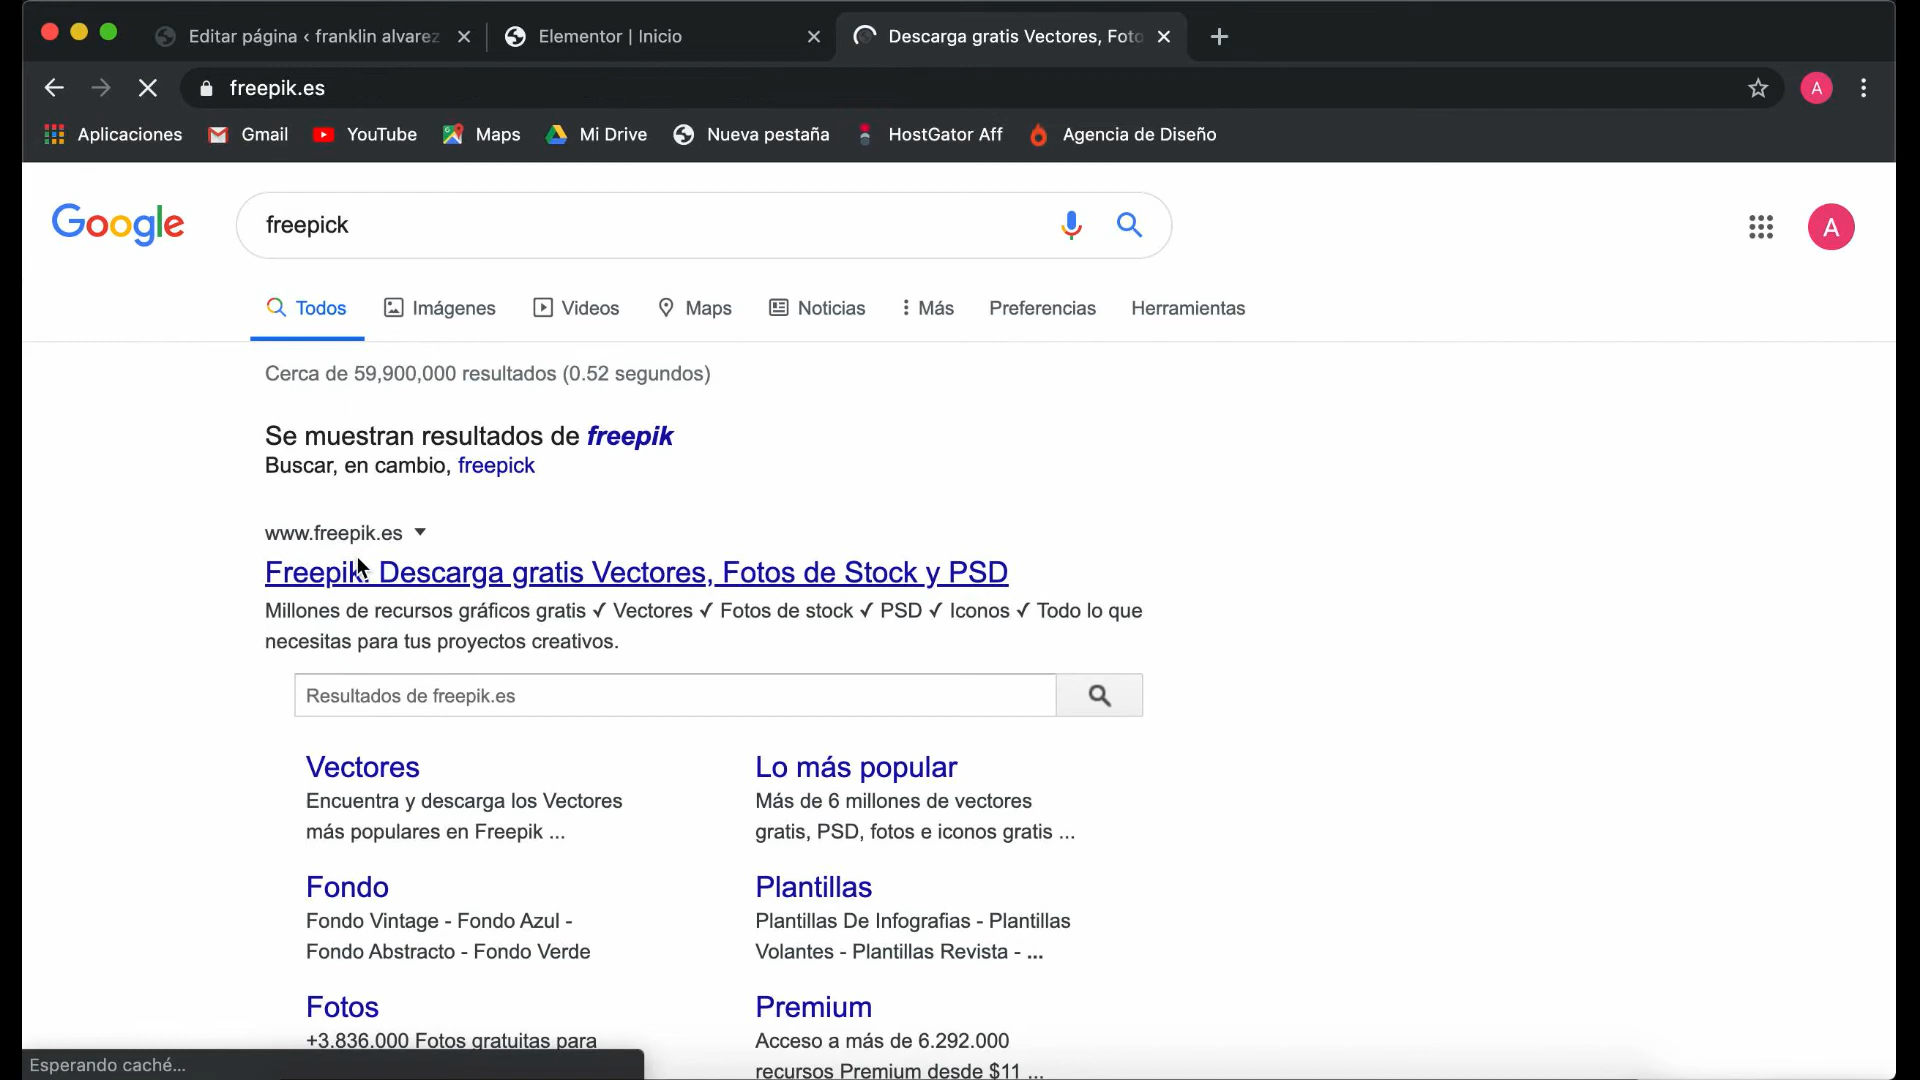 Editar página ‹ franklin alvarez
Elementor | Inicio
Descarga gratis Vectores, Foto
freepik.es
A
Aplicaciones
Gmail
YouTube
Maps
Mi Drive
Nueva pestaña
HostGator Aff
Agencia de Diseño
Google
freepick
A
Todos
Imágenes
Videos
Maps
Noticias
Más
Preferencias
Herramientas
Cerca de 59,900,000 resultados (0.52 segundos)
Se muestran resultados de freepik
Buscar, en cambio, freepick
www.freepik.es
Freepik: Descarga gratis Vectores, Fotos de Stock y PSD
Millones de recursos gráficos gratis ✓ Vectores ✓ Fotos de stock ✓ PSD ✓ Iconos ✓ Todo lo que
necesitas para tus proyectos creativos.
Resultados de freepik.es
Vectores
Encuentra y descarga los Vectores
más populares en Freepik ...
Lo más popular
Más de 6 millones de vectores
gratis, PSD, fotos e iconos gratis ...
Fondo
Fondo Vintage - Fondo Azul -
Fondo Abstracto - Fondo Verde
Plantillas
Plantillas De Infografias - Plantillas
Volantes - Plantillas Revista - ...
Fotos
+3.836.000 Fotos gratuitas para
Premium
Acceso a más de 6.292.000
recursos Premium desde $11 ...
Esperando caché...